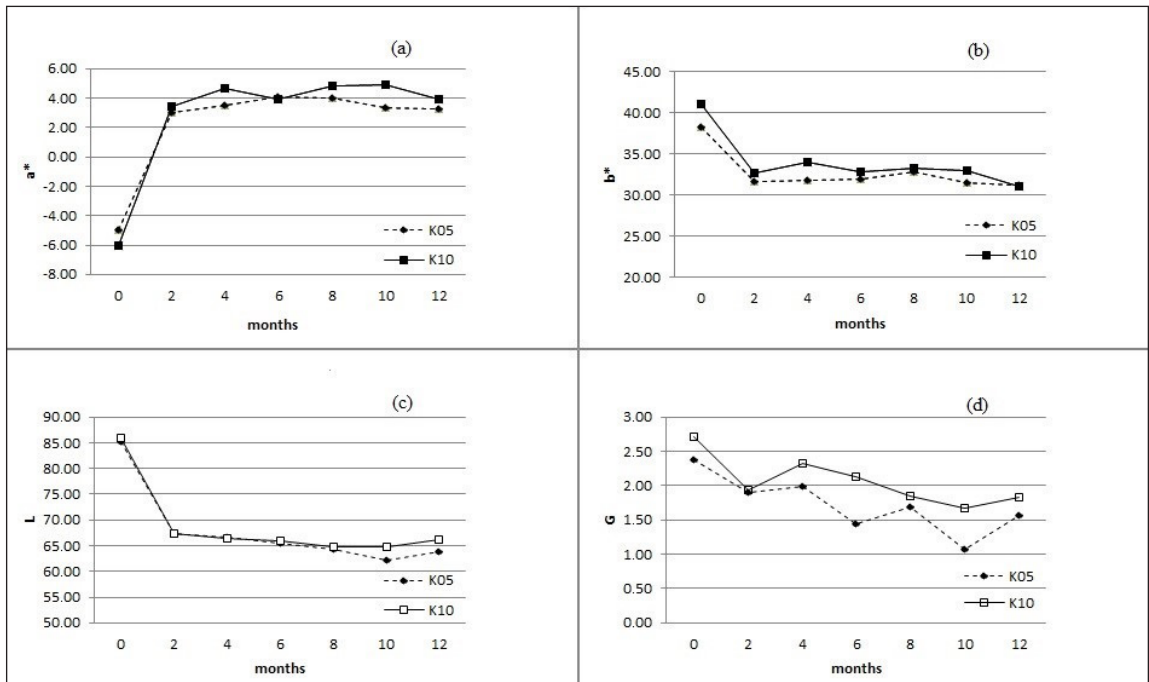 (a)
6.00
4.00
2.00
0.00
-2.00
-4.00
-6.00
-8.00
a*
K05
K10
0 2 4 6 8 10 12
months
(b)
45.00
40.00
35.00
30.00
25.00
20.00
b*
K05
K10
0 2 4 6 8 10 12
months
(c)
90.00
85.00
80.00
75.00
70.00
65.00
60.00
55.00
50.00
L
K05
K10
0 2 4 6 8 10 12
months
(d)
3.00
2.50
2.00
1.50
1.00
0.50
0.00
G
K05
K10
0 2 4 6 8 10 12
months